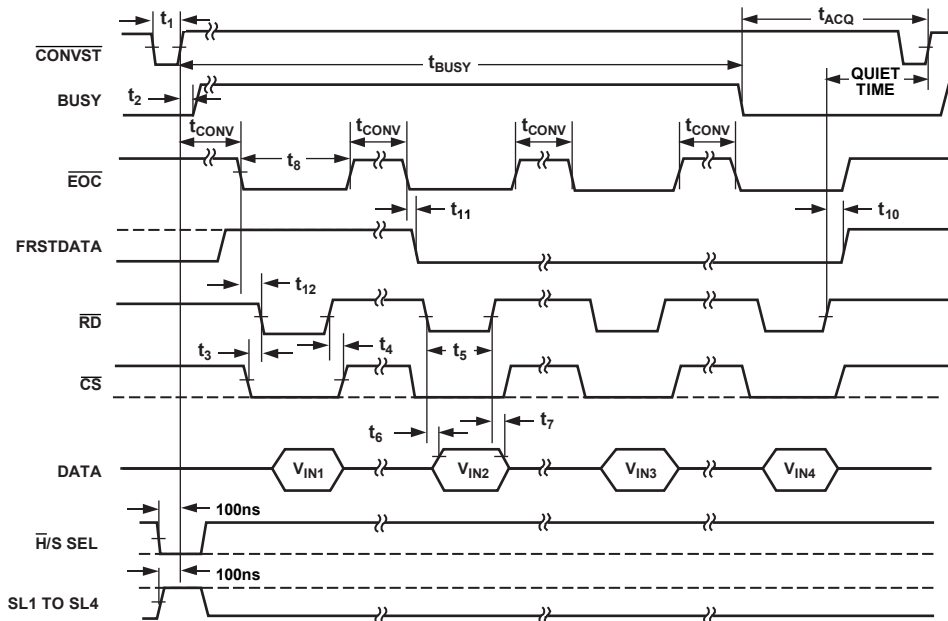 t1
tACQ
CONVST
tBUSY
QUIET
TIME
t2
BUSY
tCONV
tCONV
tCONV
tCONV
t8
EOC
t11
t10
FRSTDATA
t12
RD
t3
t4
t5
CS
t6
t7
DATA
VIN1
VIN2
VIN3
VIN4
100ns
H/S SEL
100ns
SL1 TO SL4